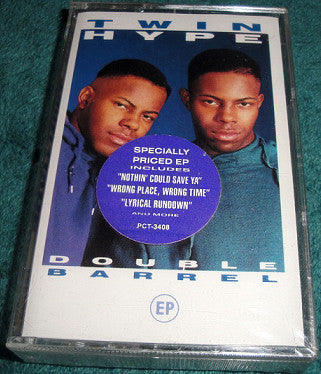 TWIN
HYPE
SPECIALLY
PRICED EP
INCLUDES
"NOTHIN' COULD SAVE YA"
"WRONG PLACE, WRONG TIME"
"LYRICAL RUNDOWN"
AND MORE
PCT-3408
DOUBLE
BARREL
EP